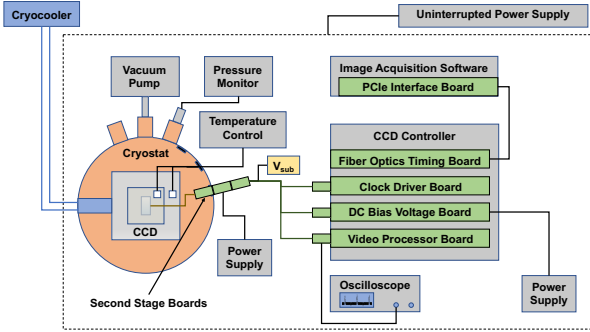 Cryocooler
Uninterrupted Power Supply
Vacuum
Pump
Pressure
Monitor
Image Acquisition Software
PCIe Interface Board
Temperature
Control
Cryostat
CCD Controller
Fiber Optics Timing Board
V_sub
Clock Driver Board
DC Bias Voltage Board
Video Processor Board
CCD
Power
Supply
Oscilloscope
Power
Supply
Second Stage Boards